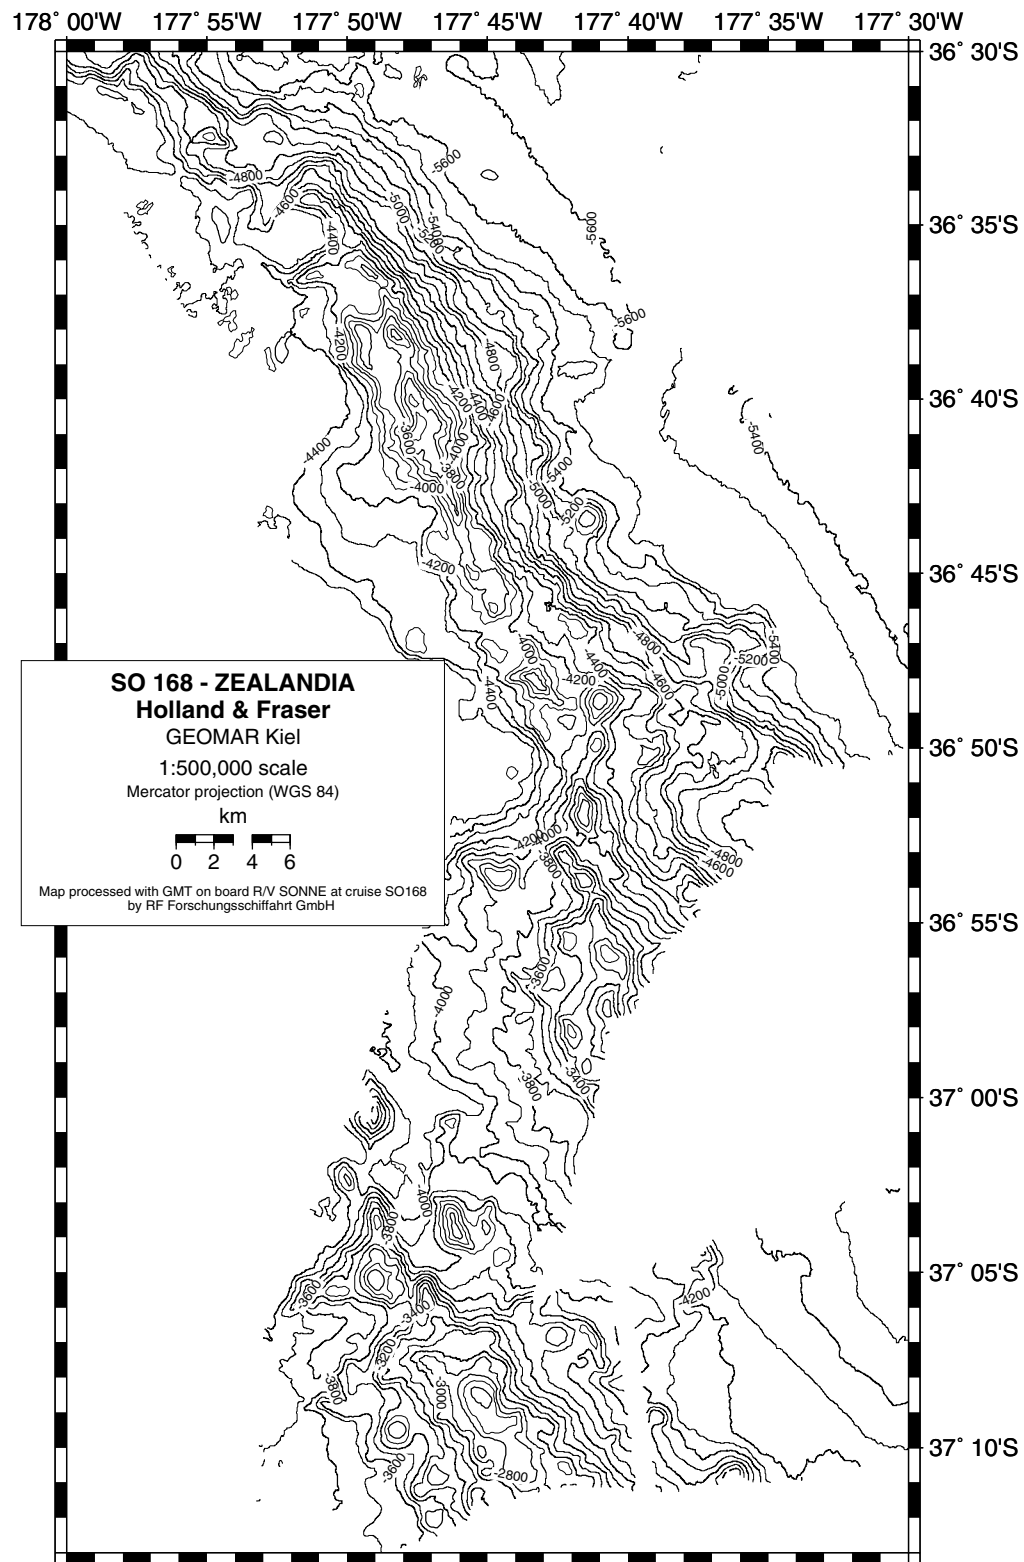 178° 00'W 177° 55'W 177° 50'W 177° 45'W 177° 40'W 177° 35'W 177° 30'W
36° 30'S
-5600
-4800
-4600
-5000
-5400
-5200
-5600
-4400
36° 35'S
-5600
-4200
-4800
-4200
-4400
-4600
36° 40'S
-3600
-5400
-4400
-4000
-3800
-5400
-4000
-5000
-5200
-4200
36° 45'S
-4800
-5400
-4000
-4400
-5200
-4200
-4600
-5000
-4400
SO 168 - ZEALANDIA
Holland & Fraser
GEOMAR Kiel
1:500,000 scale
Mercator projection (WGS 84)
km
0 2 4 6
Map processed with GMT on board R/V SONNE at cruise SO168
by RF Forschungsschiffahrt GmbH
36° 50'S
-4200
-4000
-3800
-4800
-4600
36° 55'S
-3600
-4000
-3800
-3400
37° 00'S
-4000
-3800
37° 05'S
-3600
-4200
-3400
-3200
-3800
-3000
37° 10'S
-3600
-2800